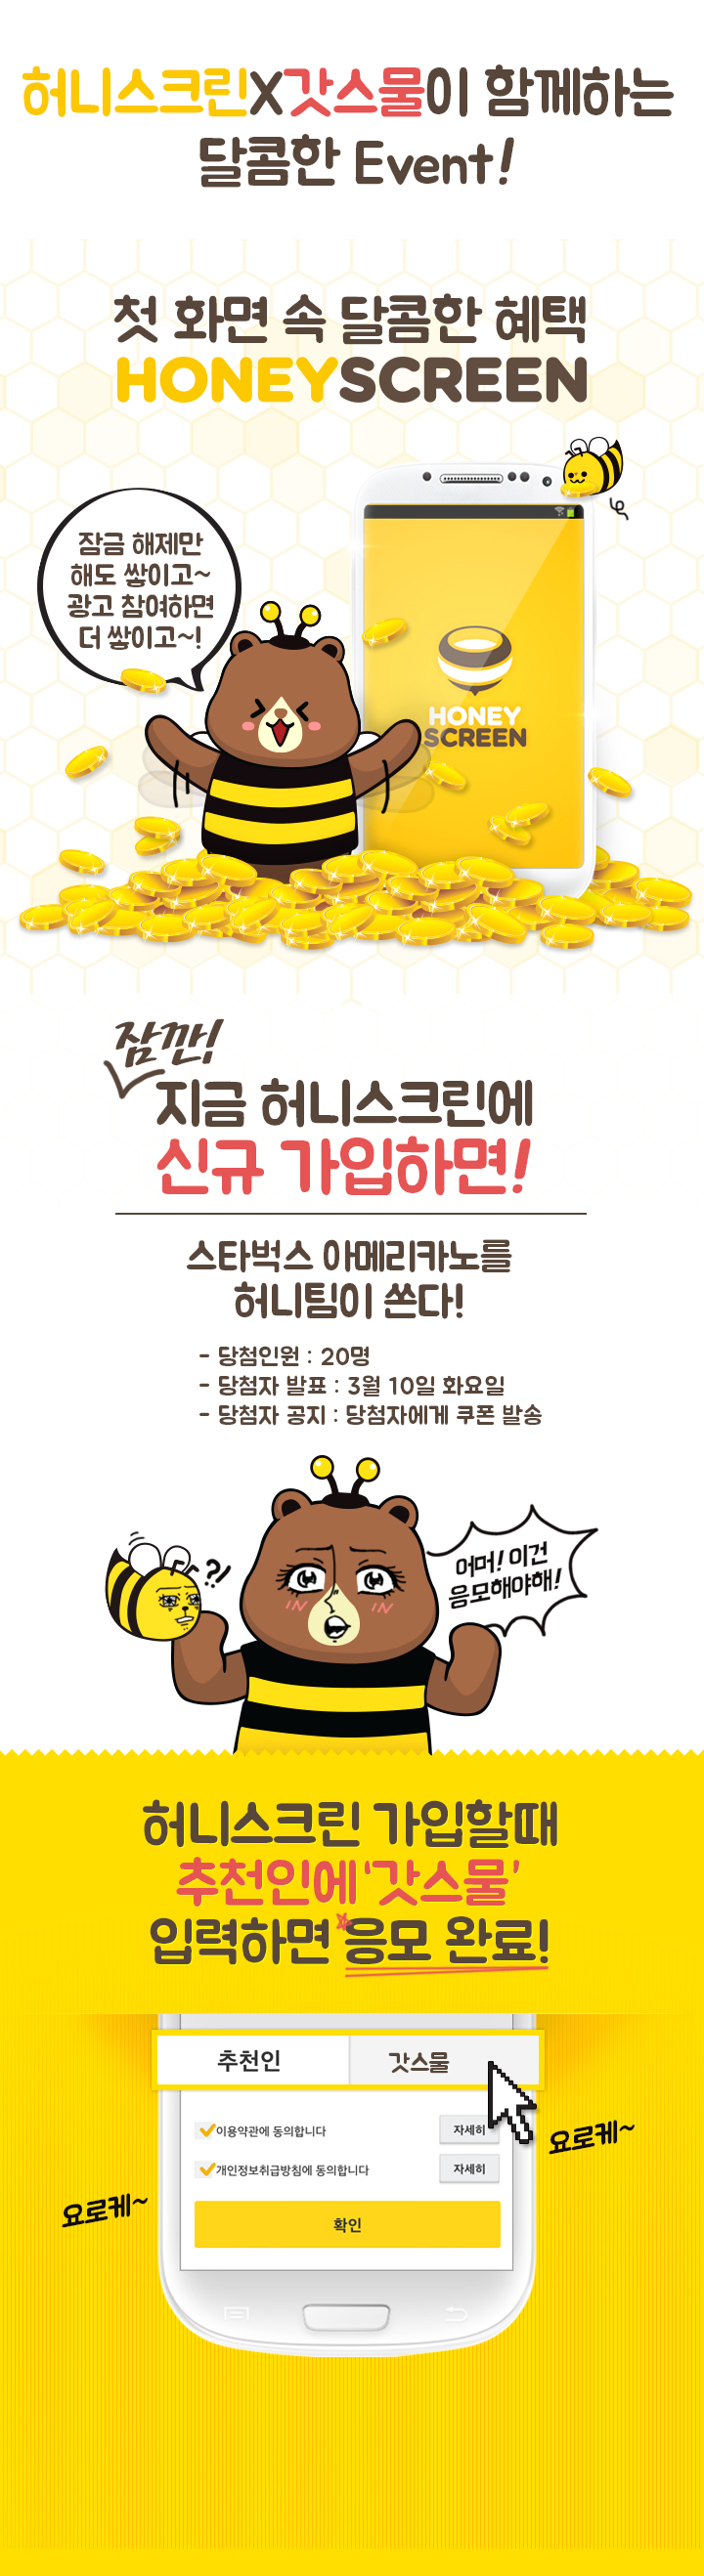 허니스크린X갓스물이 함께하는
달콤한 Event!
첫 화면 속 달콤한 혜택
HONEYSCREEN
잠금 해제만
해도 쌓이고~
광고 참여하면
더 쌓이고~!
HONEY
SCREEN
잠깐!
지금 허니스크린에
신규 가입하면!
스타벅스 아메리카노를
허니팀이 쏜다!
- 당첨인원 : 20명
- 당첨자 발표 : 3월 10일 화요일
- 당첨자 공지 : 당첨자에게 쿠폰 발송
?!
어머! 이건
응모해야해!
허니스크린 가입할때
추천인에 '갓스물'
입력하면 응모 완료!
추천인 갓스물
이용약관에 동의합니다 자세히
개인정보취급방침에 동의합니다 자세히
요로케~
요로케~
확인